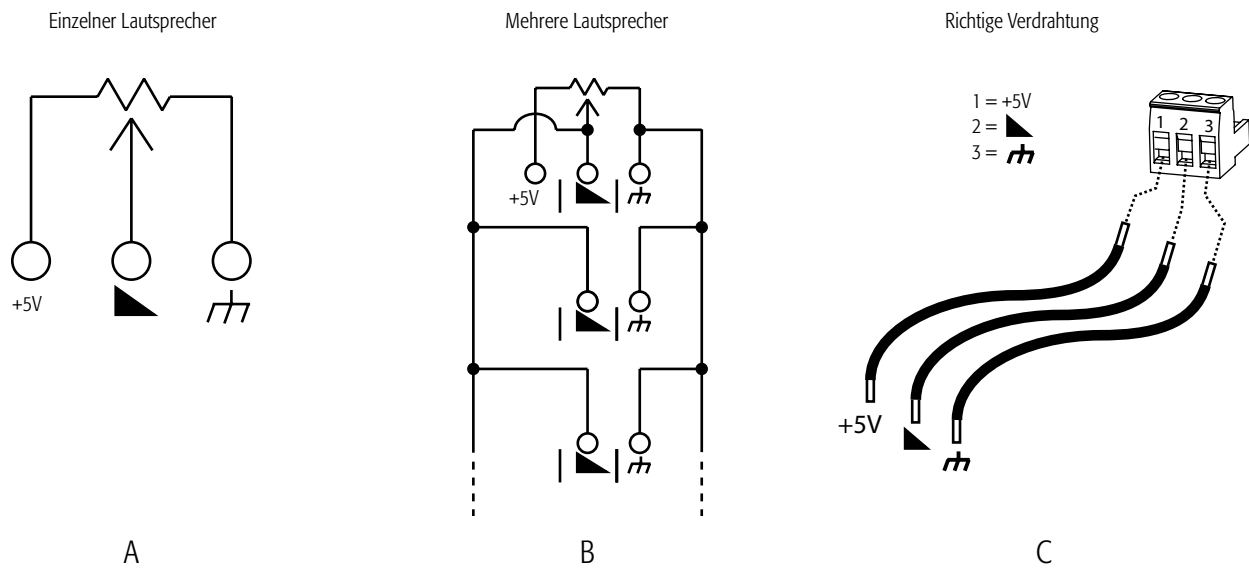 Einzelner Lautsprecher
+5V
A
Mehrere Lautsprecher
+5V
B
Richtige Verdrahtung
1 = +5V
2 =
3 =
1 2 3
+5V
C